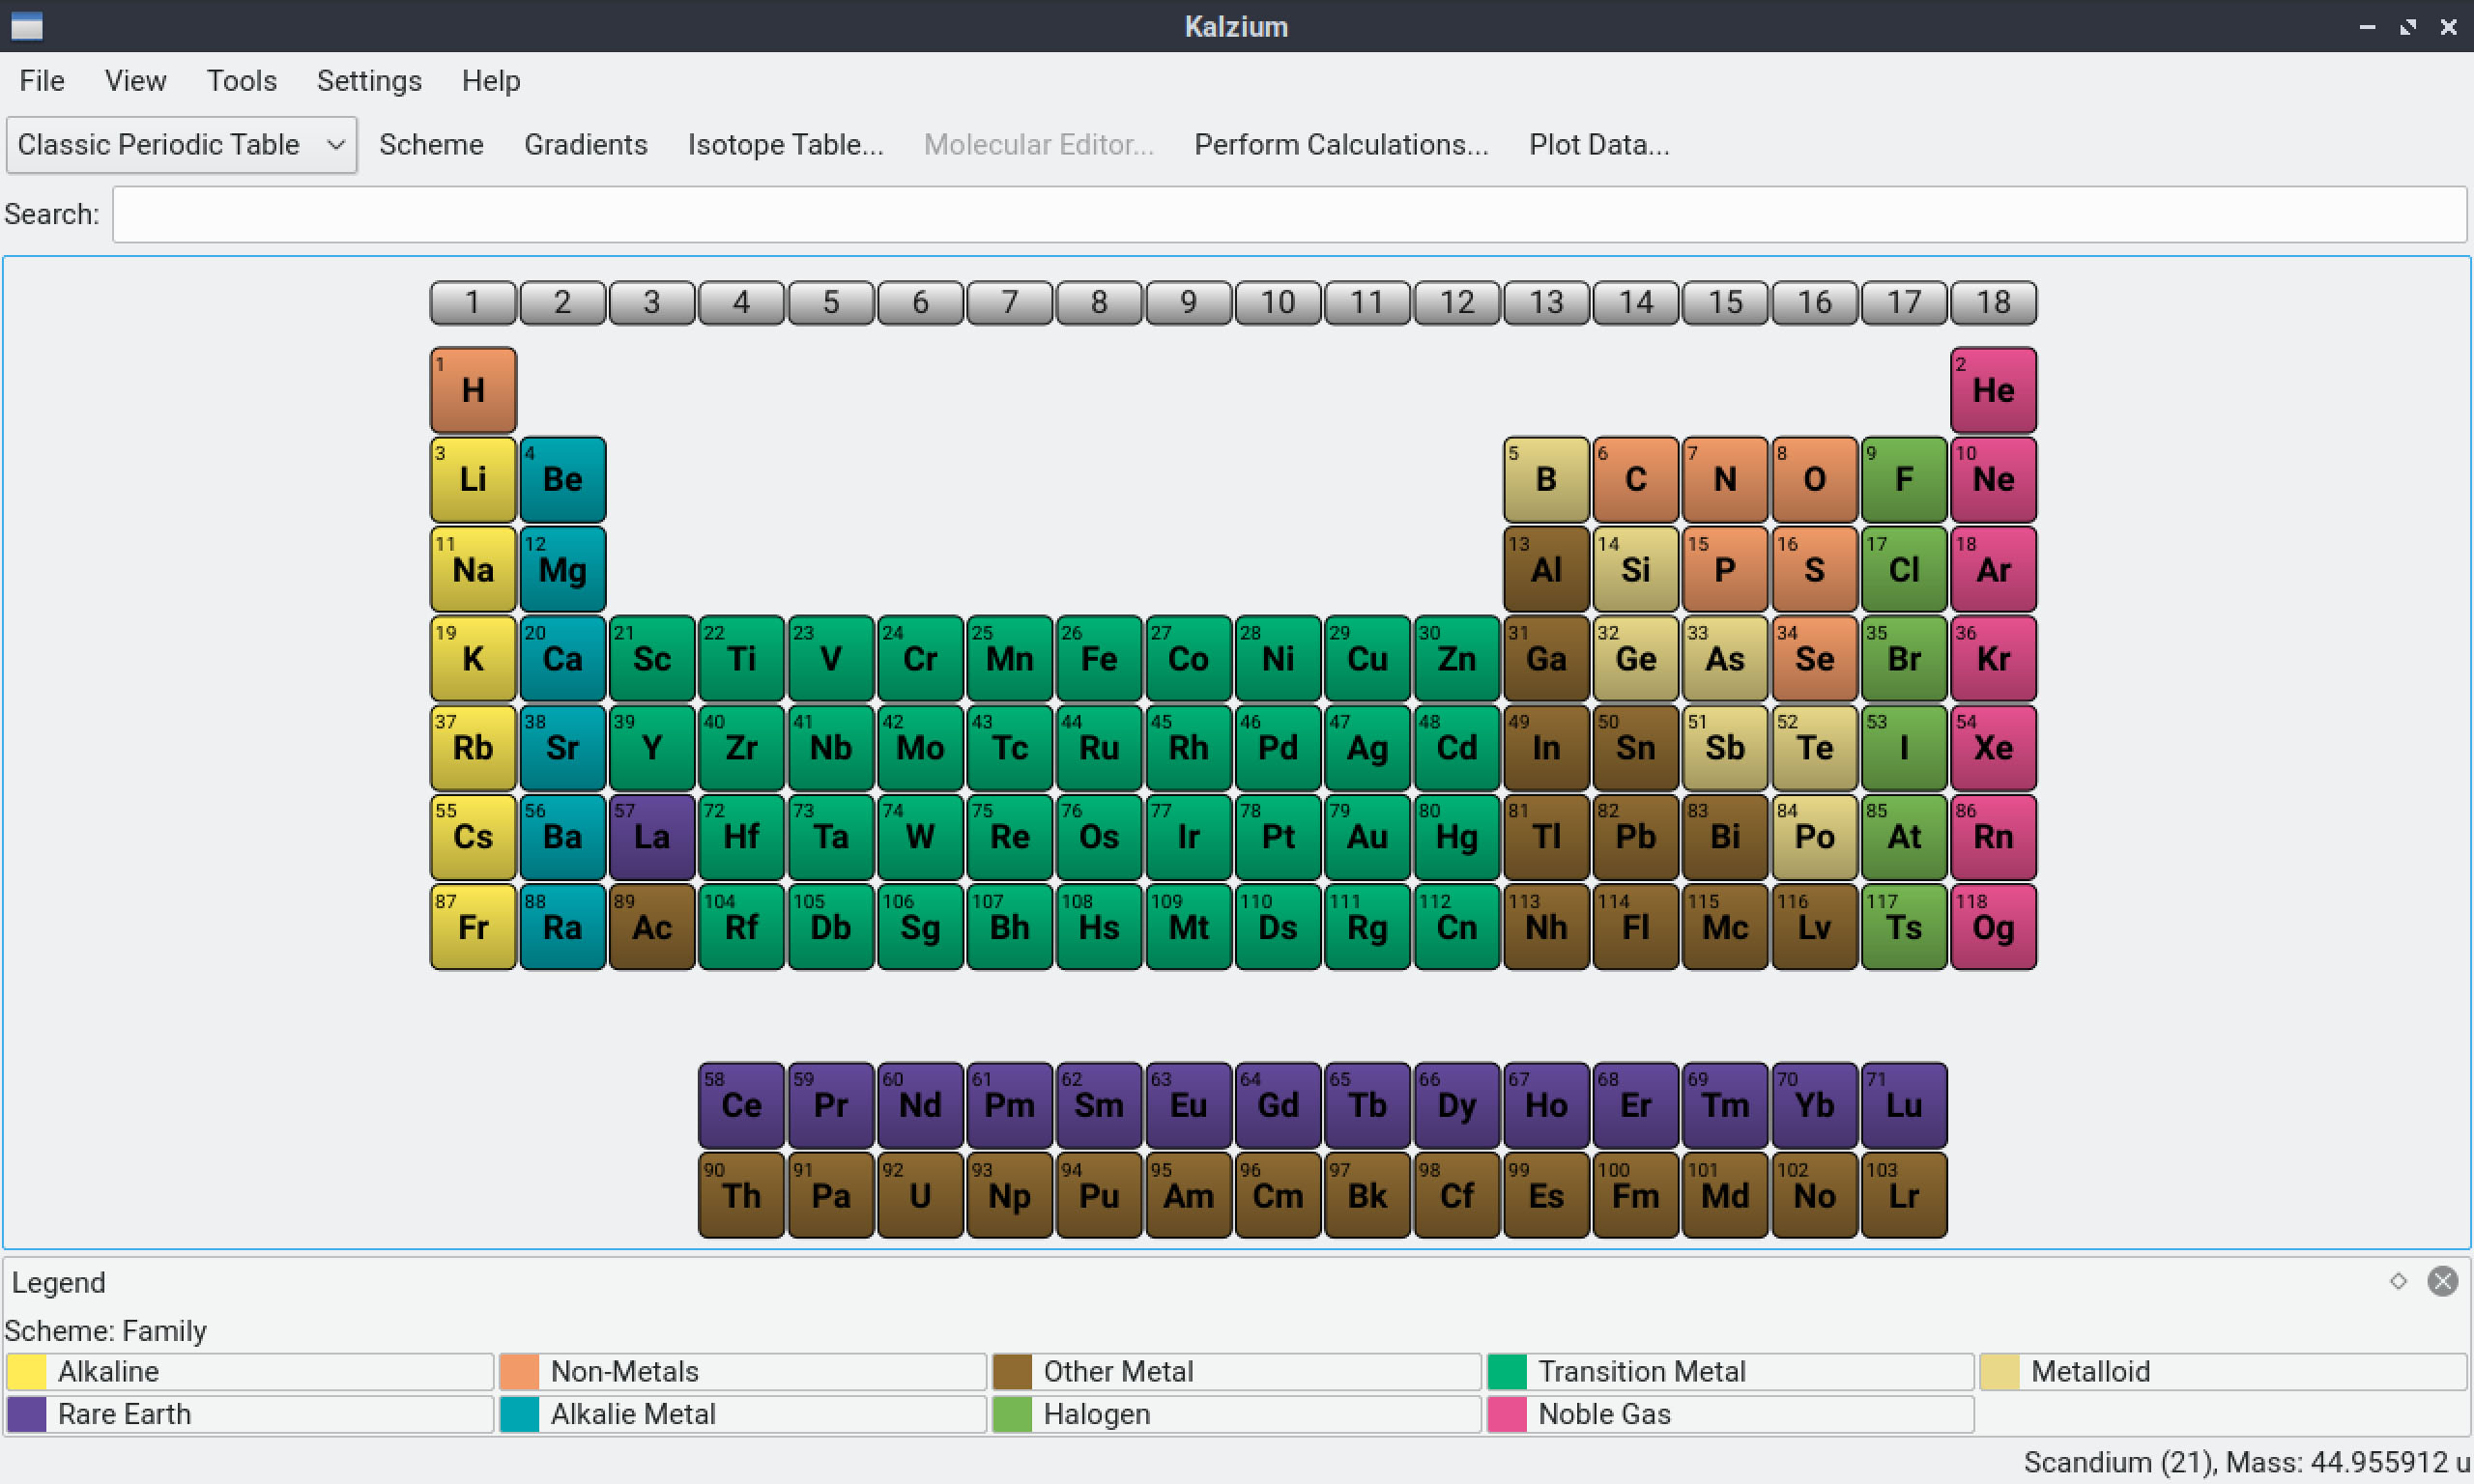 Kalzium
File View Tools Settings Help
Classic Periodic Table Scheme Gradients Isotope Table... Molecular Editor... Perform Calculations... Plot Data...
Search:
1 2 3 4 5 6 7 8 9 10 11 12 13 14 15 16 17 18
1 H 2 He
3 Li 4 Be 5 B 6 C 7 N 8 O 9 F 10 Ne
11 Na 12 Mg 13 Al 14 Si 15 P 16 S 17 Cl 18 Ar
19 K 20 Ca 21 Sc 22 Ti 23 V 24 Cr 25 Mn 26 Fe 27 Co 28 Ni 29 Cu 30 Zn 31 Ga 32 Ge 33 As 34 Se 35 Br 36 Kr
37 Rb 38 Sr 39 Y 40 Zr 41 Nb 42 Mo 43 Tc 44 Ru 45 Rh 46 Pd 47 Ag 48 Cd 49 In 50 Sn 51 Sb 52 Te 53 I 54 Xe
55 Cs 56 Ba 57 La 72 Hf 73 Ta 74 W 75 Re 76 Os 77 Ir 78 Pt 79 Au 80 Hg 81 Tl 82 Pb 83 Bi 84 Po 85 At 86 Rn
87 Fr 88 Ra 89 Ac 104 Rf 105 Db 106 Sg 107 Bh 108 Hs 109 Mt 110 Ds 111 Rg 112 Cn 113 Nh 114 Fl 115 Mc 116 Lv 117 Ts 118 Og
58 Ce 59 Pr 60 Nd 61 Pm 62 Sm 63 Eu 64 Gd 65 Tb 66 Dy 67 Ho 68 Er 69 Tm 70 Yb 71 Lu
90 Th 91 Pa 92 U 93 Np 94 Pu 95 Am 96 Cm 97 Bk 98 Cf 99 Es 100 Fm 101 Md 102 No 103 Lr
Legend
Scheme: Family
Alkaline Non-Metals Other Metal Transition Metal Metalloid
Rare Earth Alkalie Metal Halogen Noble Gas
Scandium (21), Mass: 44.955912 u